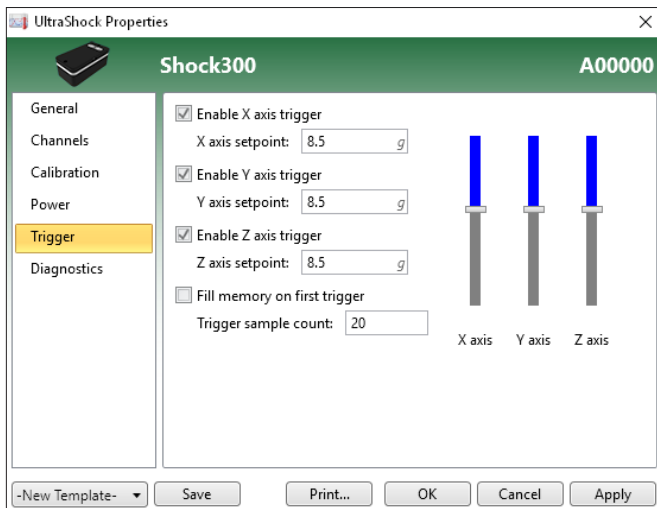 UltraShock Properties
Shock300 A00000
General
Channels
Calibration
Power
Trigger
Diagnostics
Enable X axis trigger
X axis setpoint: 8.5 g
Enable Y axis trigger
Y axis setpoint: 8.5 g
Enable Z axis trigger
Z axis setpoint: 8.5 g
Fill memory on first trigger
Trigger sample count: 20
X axis Y axis Z axis
-New Template- Save Print... OK Cancel Apply